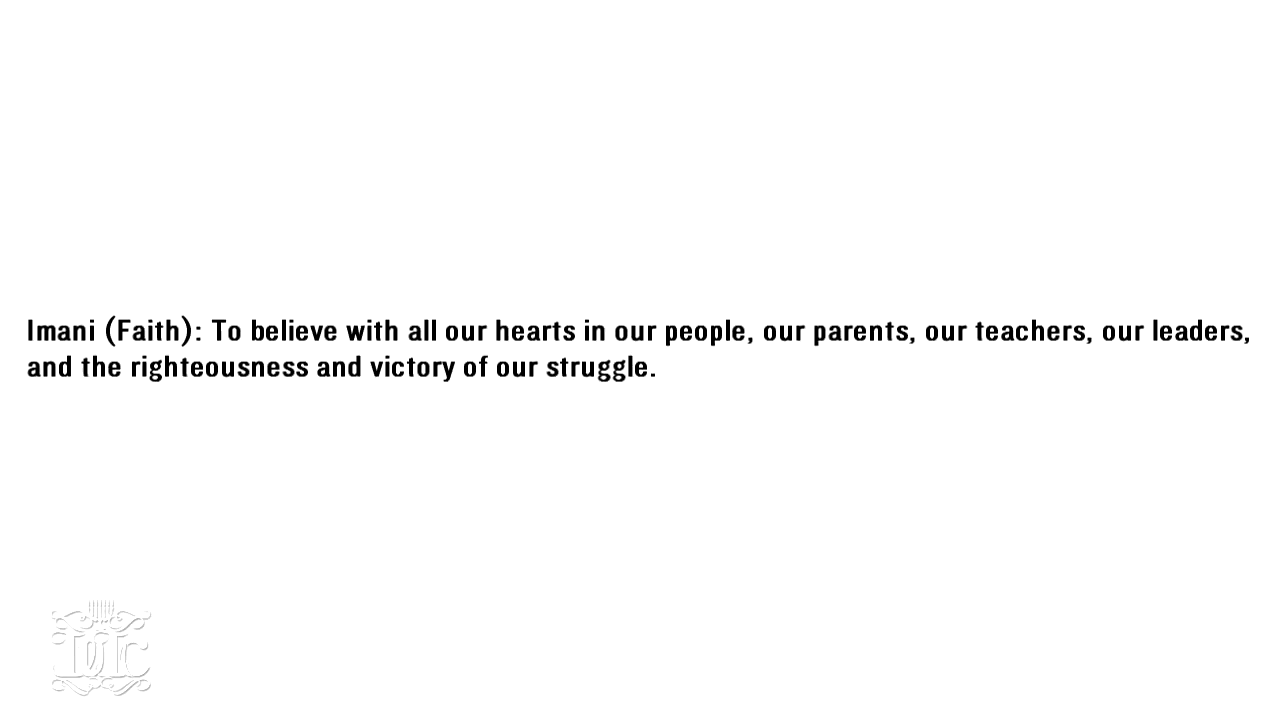 Imani (Faith): To believe with all our hearts in our people, our parents, our teachers, our leaders,
and the righteousness and victory of our struggle.